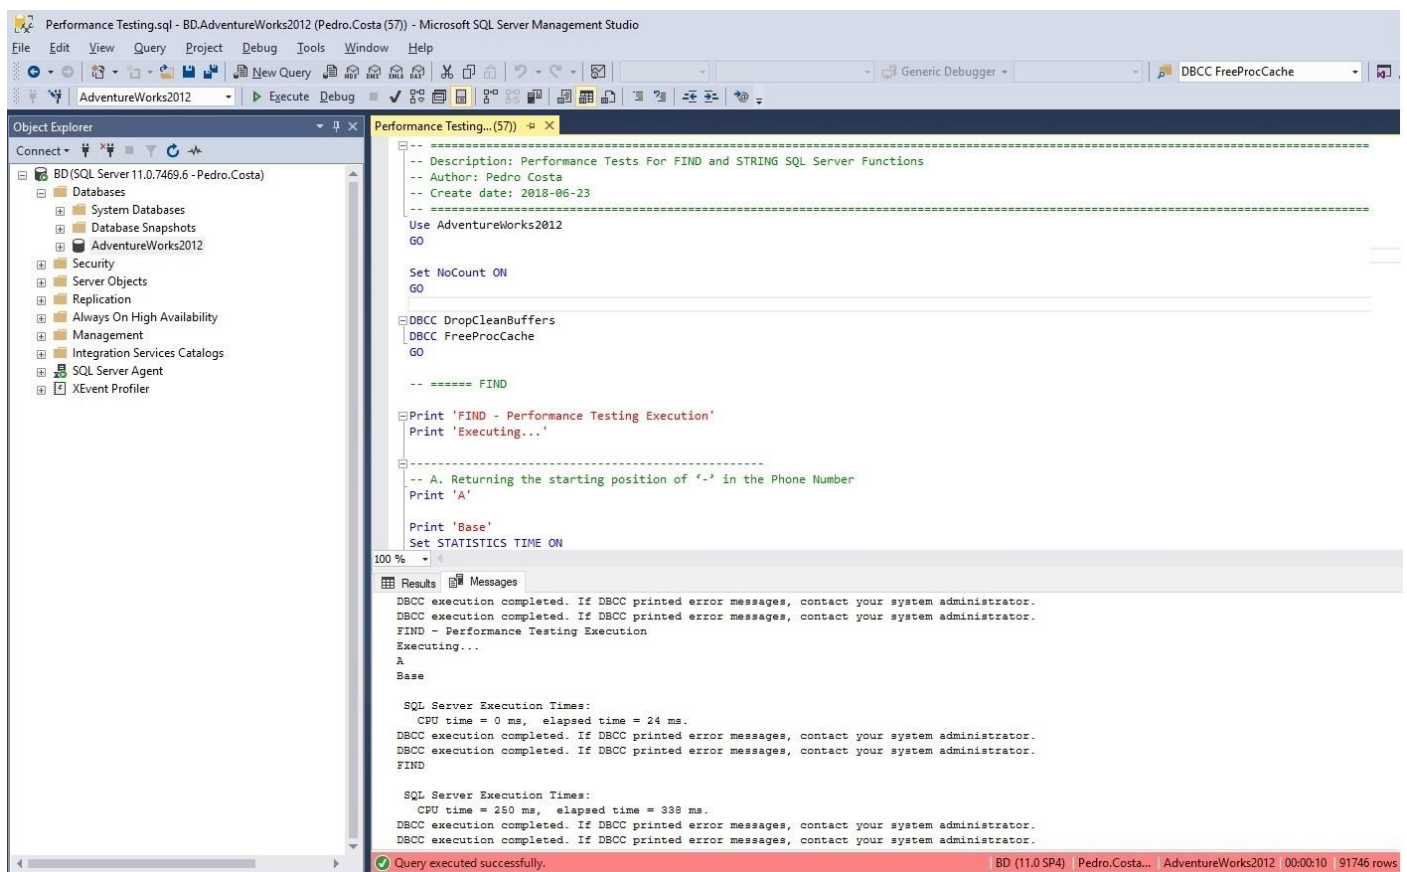 Performance Testing.sql - BD.AdventureWorks2012 (Pedro.Costa (57)) - Microsoft SQL Server Management Studio
File Edit View Query Project Debug Tools Window Help
New Query Generic Debugger DBCC FreeProcCache
AdventureWorks2012 Execute Debug
Object Explorer
Connect
BD(SQL Server 11.0.7469.6 - Pedro.Costa)
Databases
System Databases
Database Snapshots
AdventureWorks2012
Security
Server Objects
Replication
Always On High Availability
Management
Integration Services Catalogs
SQL Server Agent
XEvent Profiler
Performance Testing...(57))
-- ========================================================================================================================================
-- Description: Performance Tests For FIND and STRING SQL Server Functions
-- Author: Pedro Costa
-- Create date: 2018-06-23
-- ========================================================================================================================================
Use AdventureWorks2012
GO
Set NoCount ON
GO
DBCC DropCleanBuffers
DBCC FreeProcCache
GO
-- ====== FIND
Print 'FIND - Performance Testing Execution'
Print 'Executing...'
---------------------------------------------------
-- A. Returning the starting position of ‘-’ in the Phone Number
Print 'A'
Print 'Base'
Set STATISTICS TIME ON
100 %
Results Messages
DBCC execution completed. If DBCC printed error messages, contact your system administrator.
DBCC execution completed. If DBCC printed error messages, contact your system administrator.
FIND - Performance Testing Execution
Executing...
A
Base
SQL Server Execution Times:
CPU time = 0 ms, elapsed time = 24 ms.
DBCC execution completed. If DBCC printed error messages, contact your system administrator.
DBCC execution completed. If DBCC printed error messages, contact your system administrator.
FIND
SQL Server Execution Times:
CPU time = 250 ms, elapsed time = 338 ms.
DBCC execution completed. If DBCC printed error messages, contact your system administrator.
DBCC execution completed. If DBCC printed error messages, contact your system administrator.
Query executed successfully. BD (11.0 SP4) Pedro.Costa... AdventureWorks2012 00:00:10 91746 rows